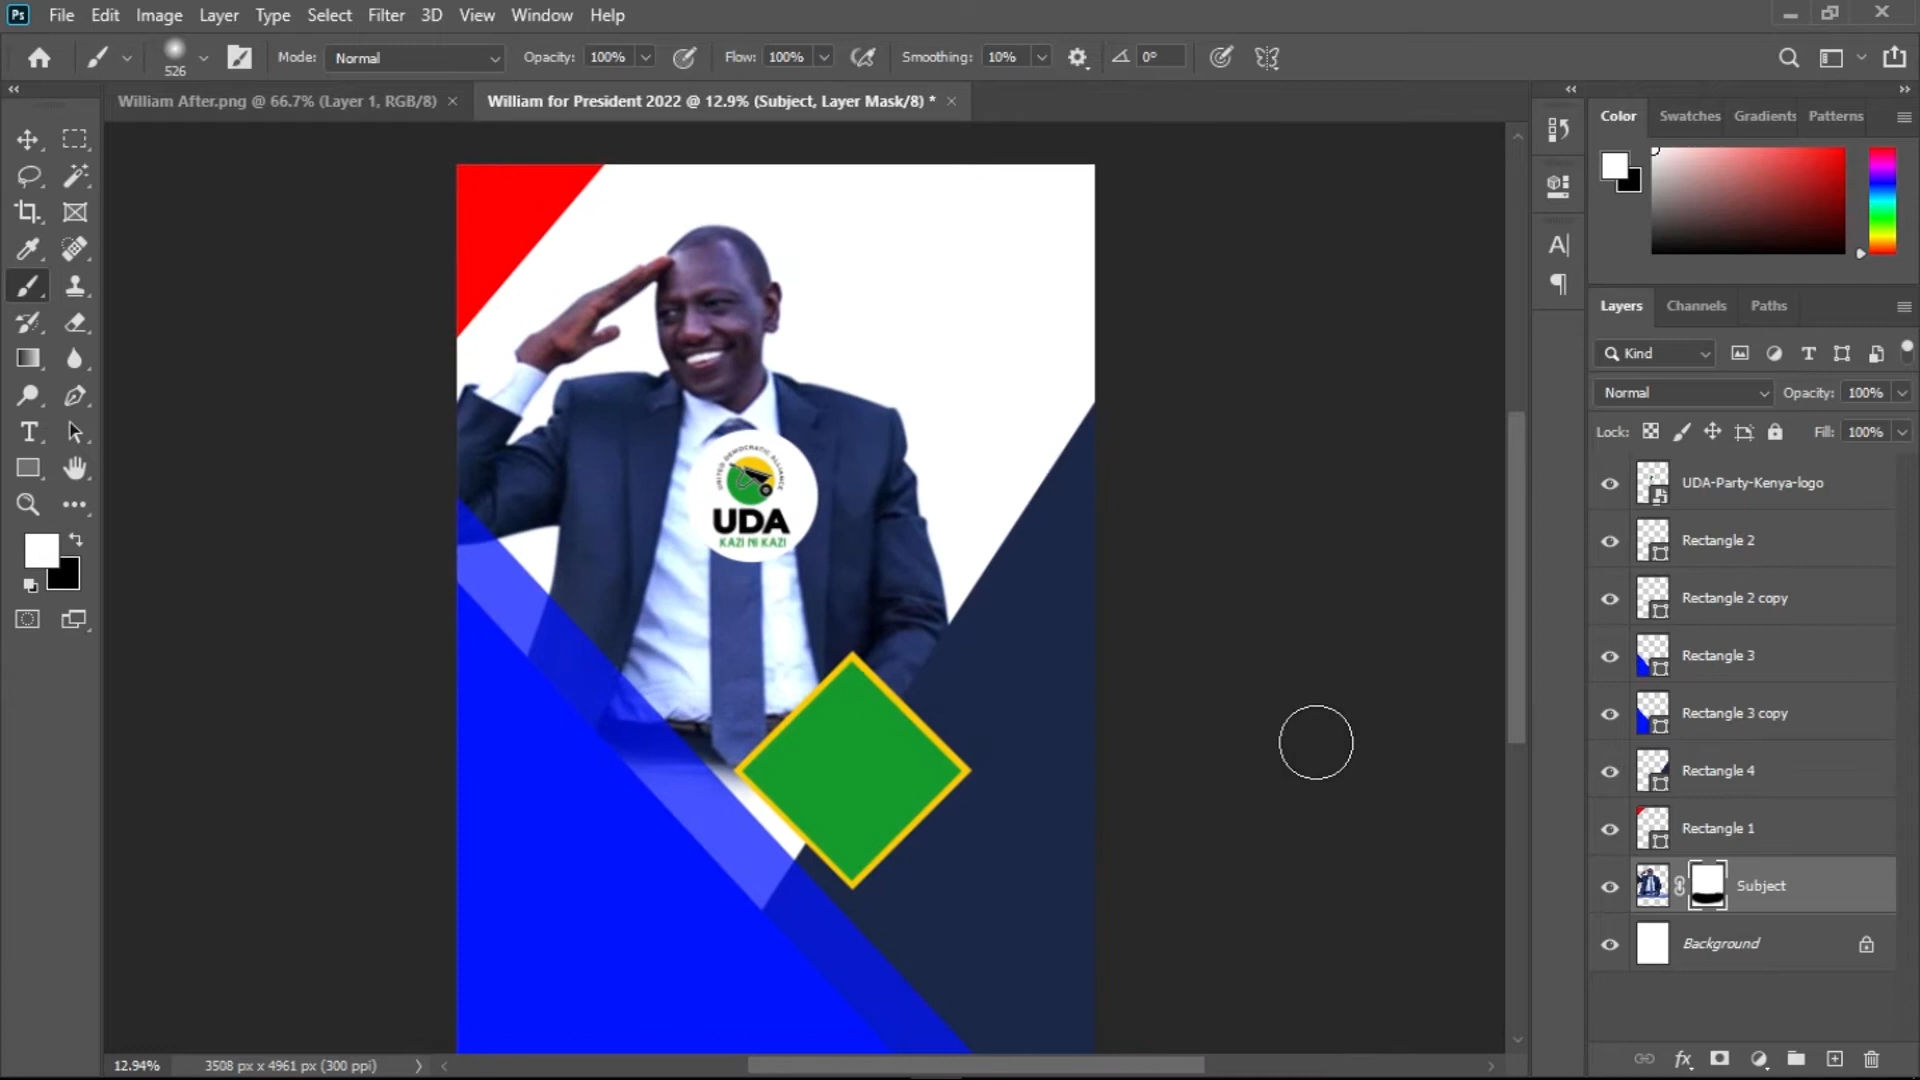 Ps File Edit Image Layer Type Select Filter 3D View Window Help
526 Mode: Normal Opacity: 100% Flow: 100% Smoothing: 10% 0°
William After.png @ 66.7% (Layer 1, RGB/8) × William for President 2022 @ 12.9% (Subject, Layer Mask/8) * ×
Color Swatches Gradients Patterns
Layers Channels Paths
Kind
Normal Opacity: 100%
Lock: Fill: 100%
UDA-Party-Kenya-logo
Rectangle 2
Rectangle 2 copy
Rectangle 3
Rectangle 3 copy
Rectangle 4
Rectangle 1
Subject
Background
UNITED DEMOCRATIC ALLIANCE
UDA
KAZI NI KAZI
12.94% 3508 px x 4961 px (300 ppi)
fx